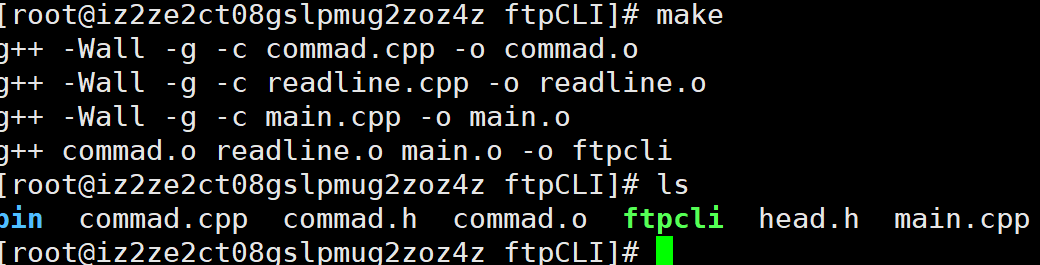 [root@iz2ze2ct08gslpmug2zoz4z ftpCLI]# make
g++ -Wall -g -c commad.cpp -o commad.o
g++ -Wall -g -c readline.cpp -o readline.o
g++ -Wall -g -c main.cpp -o main.o
g++ commad.o readline.o main.o -o ftpcli
[root@iz2ze2ct08gslpmug2zoz4z ftpCLI]# ls
bin commad.cpp commad.h commad.o ftpcli head.h main.cpp
[root@iz2ze2ct08gslpmug2zoz4z ftpCLI]#